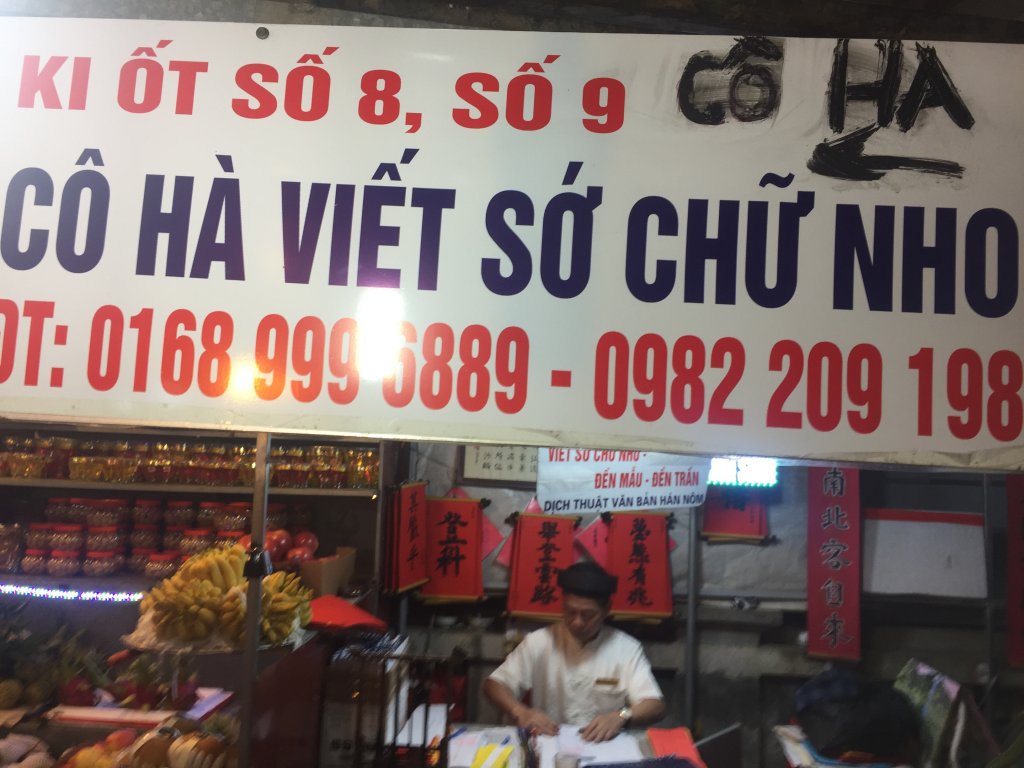 KI ỐT SỐ 8, SỐ 9
CÔ HÀ
CÔ HÀ VIẾT SỚ CHỮ NHO
ĐT: 0168 999 6889 - 0982 209 198
VIẾT SỚ CHỮ NHO -
ĐỀN MẪU - ĐỀN TRẦN
DỊCH THUẬT VĂN BẢN HÁN NÔM
登科
南北客自來